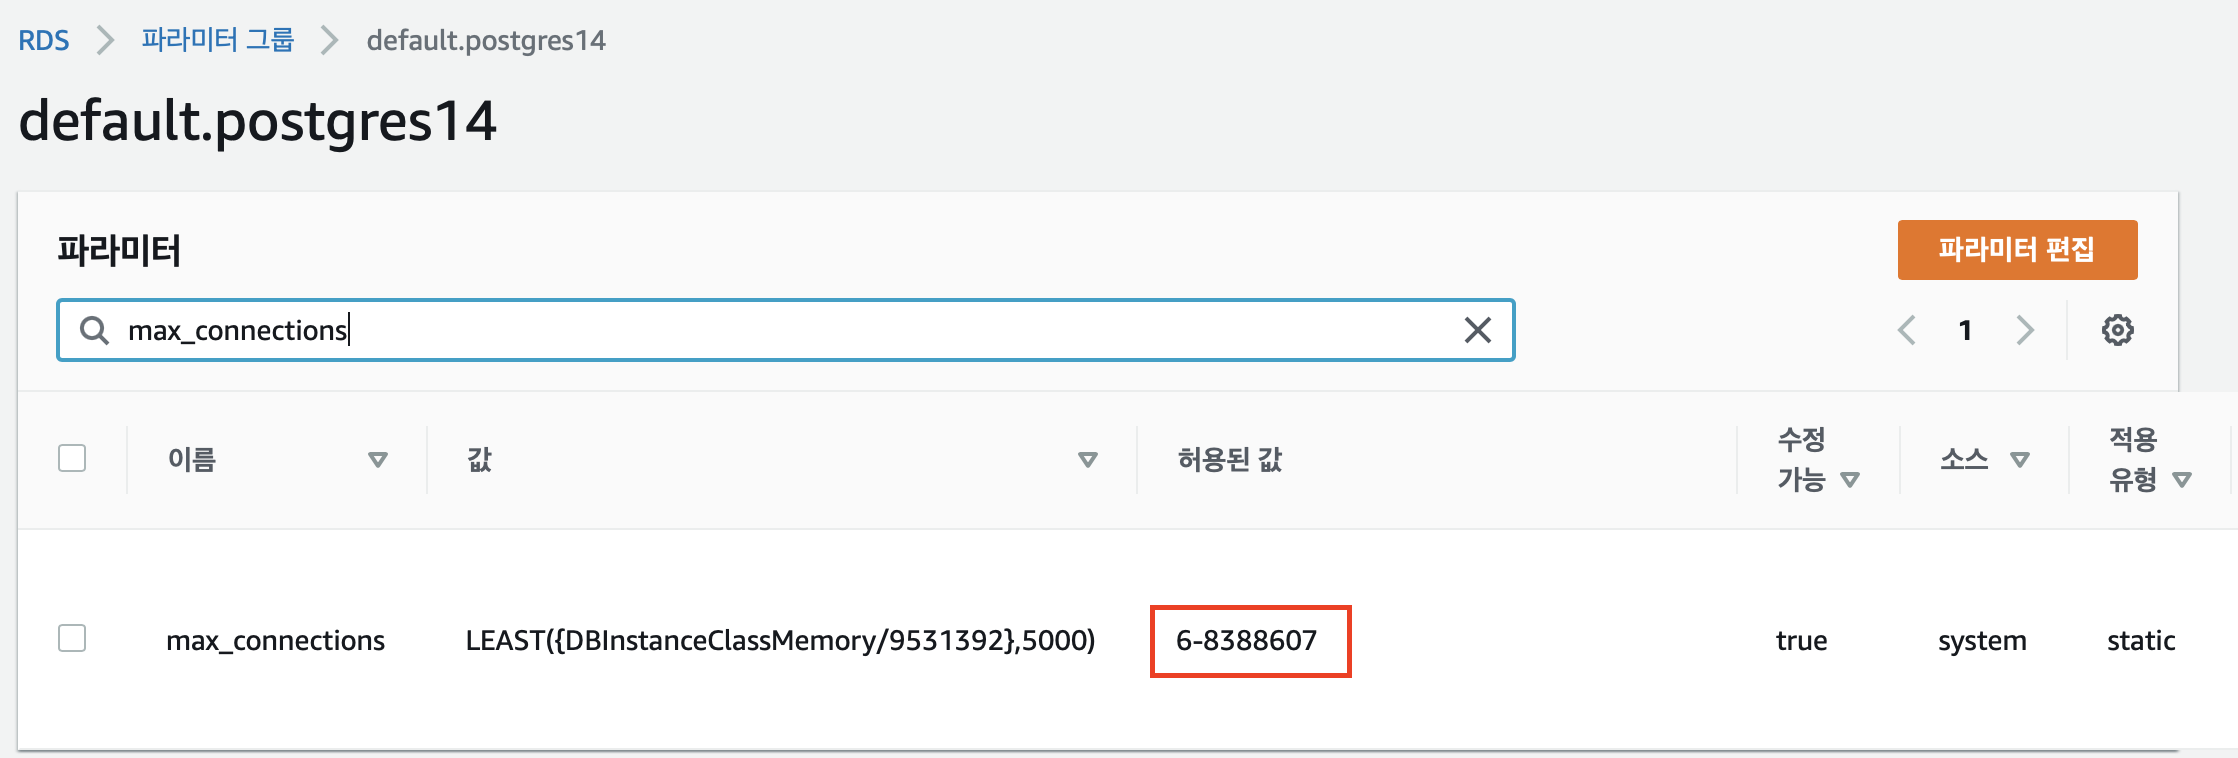 RDS 파라미터 그룹 default.postgres14
default.postgres14
파라미터
파라미터 편집
max_connections
1
이름 값 허용된 값 수정 가능 소스 적용 유형
max_connections LEAST({DBInstanceClassMemory/9531392},5000) 6-8388607 true system static